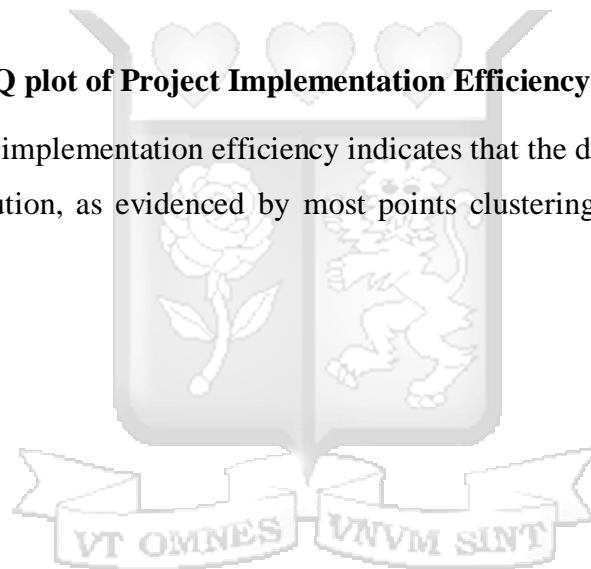 Q plot of Project Implementation Efficiency
implementation efficiency indicates that the d
ution, as evidenced by most points clustering
VT OMNES VNVM SINT